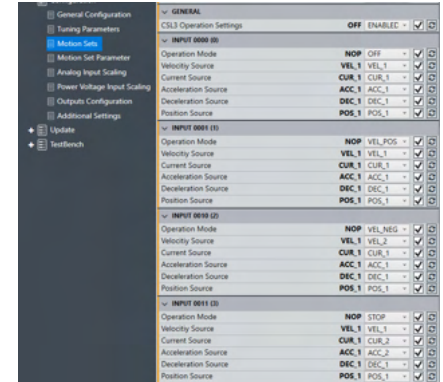 General Configuration
Tuning Parameters
Motion Sets
Motion Set Parameter
Analog Input Scaling
Power Voltage Input Scaling
Outputs Configuration
Additional Settings
Update
TestBench
GENERAL
CSL3 Operation Settings OFF ENABLED
INPUT 0000 (0)
Operation Mode NOP OFF
Velocitiy Source VEL_1 VEL_1
Current Source CUR_1 CUR_1
Acceleration Source ACC_1 ACC_1
Deceleration Source DEC_1 DEC_1
Position Source POS_1 POS_1
INPUT 0001 (1)
Operation Mode NOP VEL_POS
Velocitiy Source VEL_1 VEL_1
Current Source CUR_1 CUR_1
Acceleration Source ACC_1 ACC_1
Deceleration Source DEC_1 DEC_1
Position Source POS_1 POS_1
INPUT 0010 (2)
Operation Mode NOP VEL_NEG
Velocitiy Source VEL_1 VEL_2
Current Source CUR_1 CUR_1
Acceleration Source ACC_1 ACC_1
Deceleration Source DEC_1 DEC_1
Position Source POS_1 POS_1
INPUT 0011 (3)
Operation Mode NOP STOP
Velocitiy Source VEL_1 VEL_1
Current Source CUR_1 CUR_2
Acceleration Source ACC_1 ACC_2
Deceleration Source DEC_1 DEC_1
Position Source POS_1 POS_1